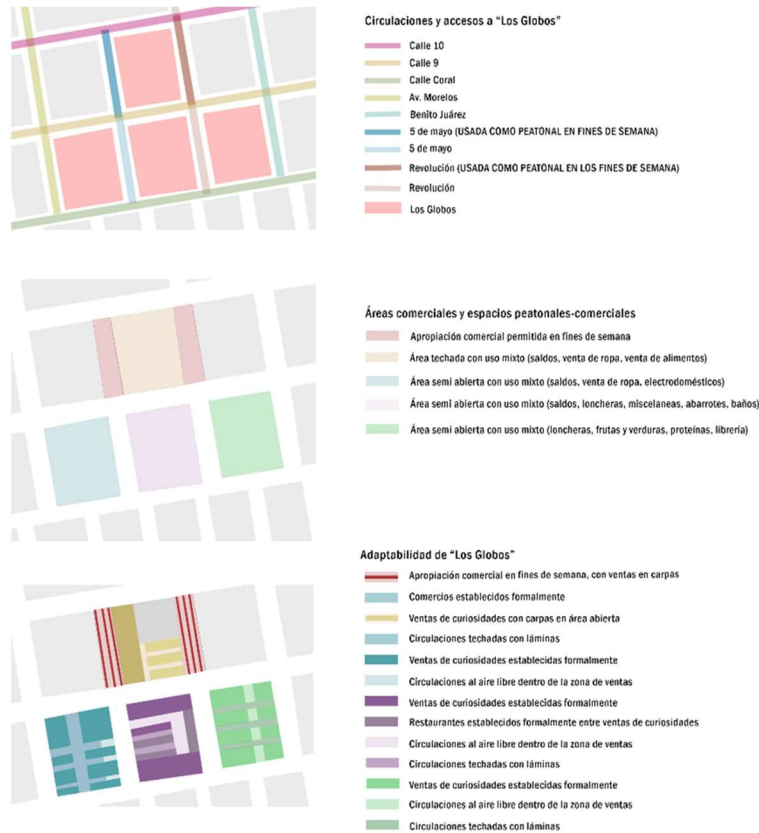 Circulaciones y accesos a "Los Globos"
Calle 10
Calle 9
Calle Coral
Av. Morelos
Benito Juárez
5 de mayo (USADA COMO PEATONAL EN FINES DE SEMANA)
5 de mayo
Revolución (USADA COMO PEATONAL EN LOS FINES DE SEMANA)
Revolución
Los Globos
Áreas comerciales y espacios peatonales-comerciales
Apropiación comercial permitida en fines de semana
Área techada con uso mixto (saldos, venta de ropa, venta de alimentos)
Área semi abierta con uso mixto (saldos, venta de ropa, electrodomésticos)
Área semi abierta con uso mixto (saldos, loncheras, miscelaneas, abarrotes, baños)
Área semi abierta con uso mixto (loncheras, frutas y verduras, proteínas, librería)
Adaptabilidad de "Los Globos"
Apropiación comercial en fines de semana, con ventas en carpas
Comercios establecidos formalmente
Ventas de curiosidades con carpas en área abierta
Circulaciones techadas con láminas
Ventas de curiosidades establecidas formalmente
Circulaciones al aire libre dentro de la zona de ventas
Ventas de curiosidades establecidas formalmente
Restaurantes establecidos formalmente entre ventas de curiosidades
Circulaciones al aire libre dentro de la zona de ventas
Circulaciones techadas con láminas
Ventas de curiosidades establecidas formalmente
Circulaciones al aire libre dentro de la zona de ventas
Circulaciones techadas con láminas